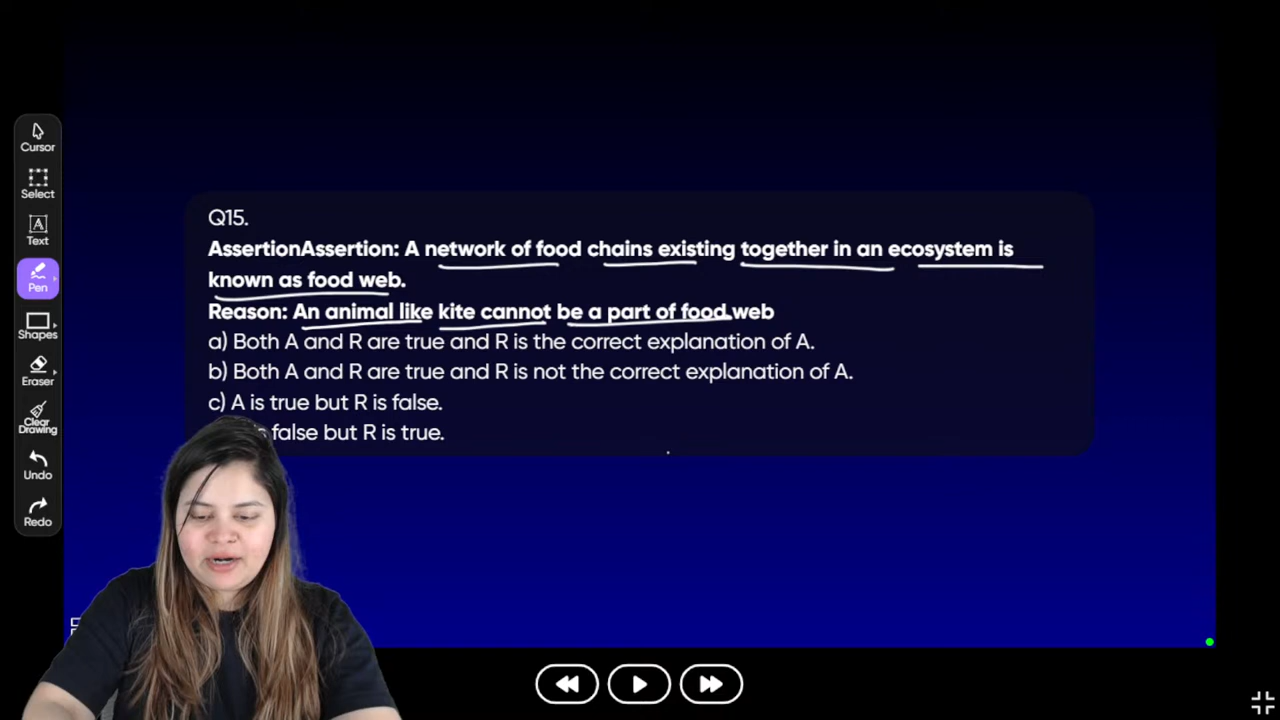 Cursor
Select
Text
Pen
Shapes
Eraser
Clear
Drawing
Undo
Redo
Q15.
AssertionAssertion: A network of food chains existing together in an ecosystem is
known as food web.
Reason: An animal like kite cannot be a part of food web
a) Both A and R are true and R is the correct explanation of A.
b) Both A and R are true and R is not the correct explanation of A.
c) A is true but R is false.
false but R is true.